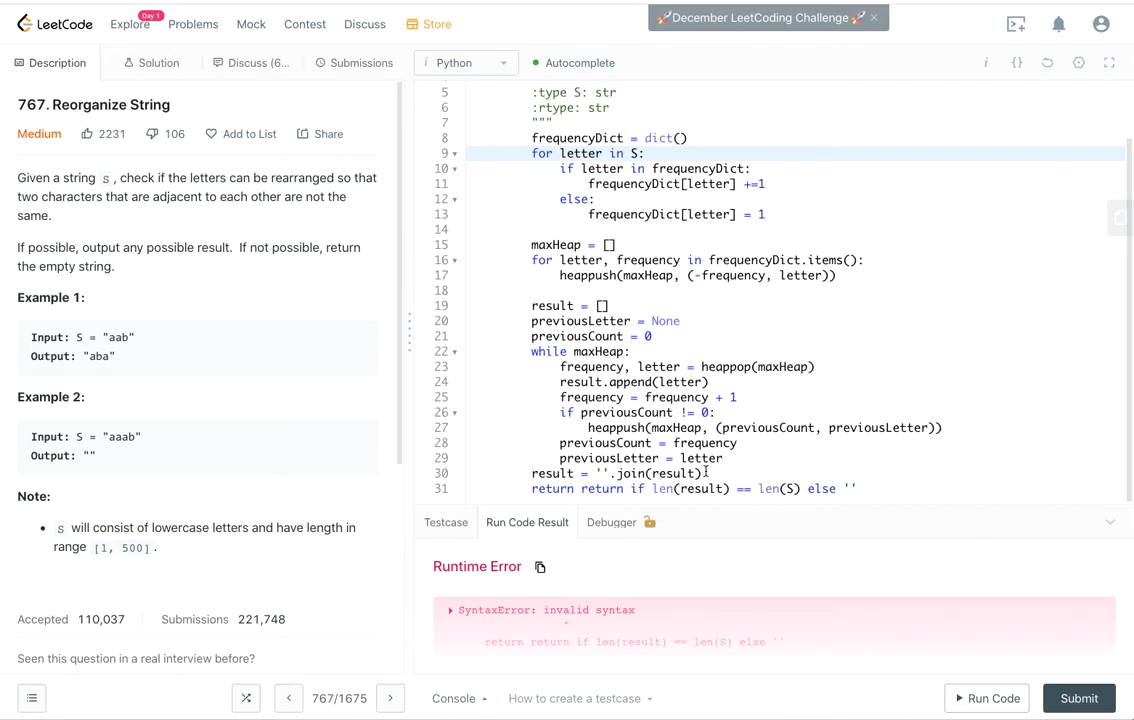 LeetCode
Explore
Day 1
Problems
Mock
Contest
Discuss
Store
🚀December LeetCoding Challenge🚀 ×
Description
Solution
Discuss (6...
Submissions
i Python
Autocomplete
i {}
767. Reorganize String
Medium 2231 106 Add to List Share
Given a string S , check if the letters can be rearranged so that
two characters that are adjacent to each other are not the
same.
If possible, output any possible result. If not possible, return
the empty string.
Example 1:
Input: S = "aab"
Output: "aba"
Example 2:
Input: S = "aaab"
Output: ""
Note:
• S will consist of lowercase letters and have length in
range [1, 500] .
Accepted 110,037 Submissions 221,748
Seen this question in a real interview before?
767/1675
5 :type S: str
6 :rtype: str
7 """
8 frequencyDict = dict()
9 for letter in S:
10 if letter in frequencyDict:
11 frequencyDict[letter] +=1
12 else:
13 frequencyDict[letter] = 1
14
15 maxHeap = []
16 for letter, frequency in frequencyDict.items():
17 heappush(maxHeap, (-frequency, letter))
18
19 result = []
20 previousLetter = None
21 previousCount = 0
22 while maxHeap:
23 frequency, letter = heappop(maxHeap)
24 result.append(letter)
25 frequency = frequency + 1
26 if previousCount != 0:
27 heappush(maxHeap, (previousCount, previousLetter))
28 previousCount = frequency
29 previousLetter = letter
30 result = ''.join(result)
31 return return if len(result) == len(S) else ''
Testcase
Run Code Result
Debugger
Runtime Error
SyntaxError: invalid syntax
^
return return if len(result) == len(S) else ''
Console
How to create a testcase
Run Code
Submit